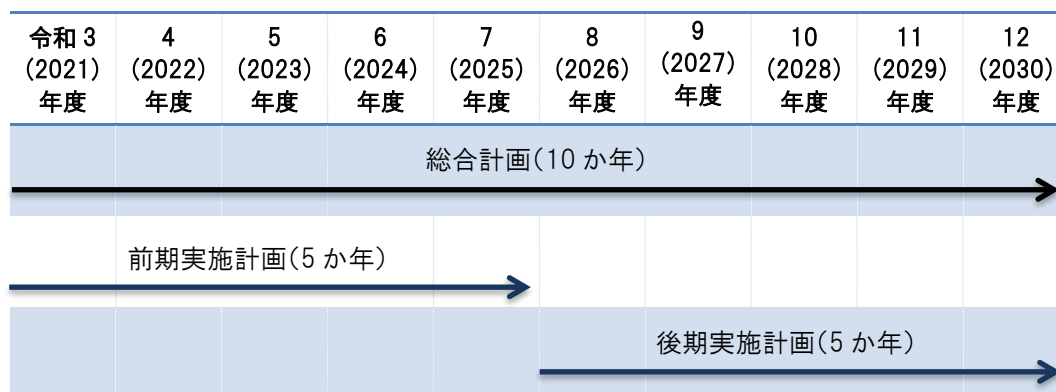 令和3 4 5 6 7 8 9 10 11 12
(2021) (2022) (2023) (2024) (2025) (2026) (2027) (2028) (2029) (2030)
年度 年度 年度 年度 年度 年度 年度 年度 年度 年度
総合計画(10か年)
前期実施計画(5か年)
後期実施計画(5か年)